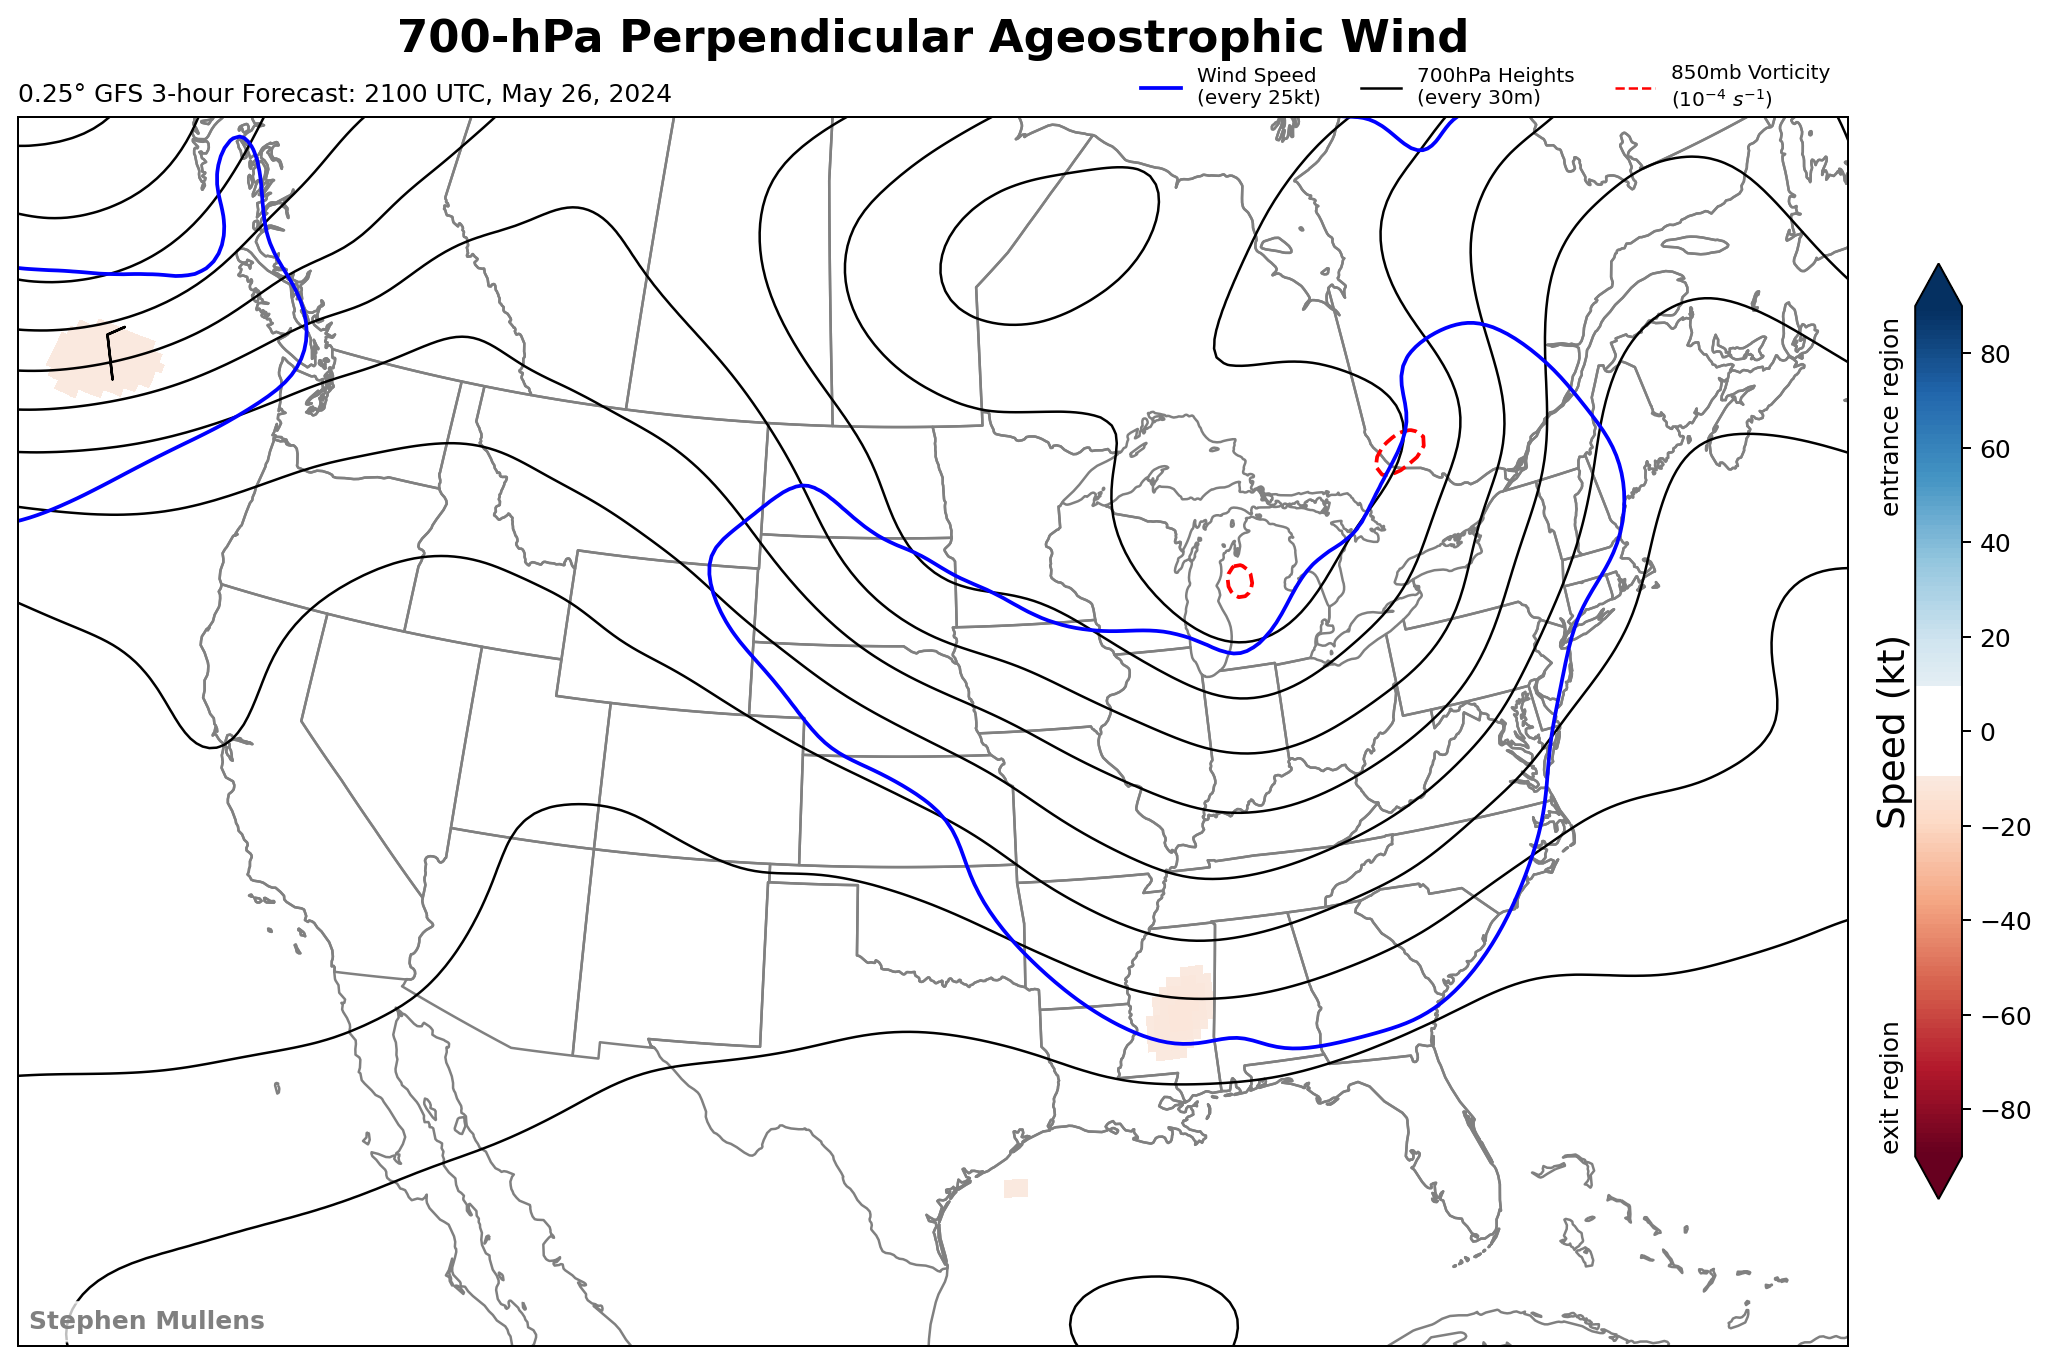 700-hPa Perpendicular Ageostrophic Wind
0.25° GFS 3-hour Forecast: 2100 UTC, May 26, 2024
Wind Speed
(every 25kt)
700hPa Heights
(every 30m)
850mb Vorticity
(10⁻⁴ s⁻¹)
entrance region
Speed (kt)
exit region
80
60
40
20
0
−20
−40
−60
−80
Stephen Mullens